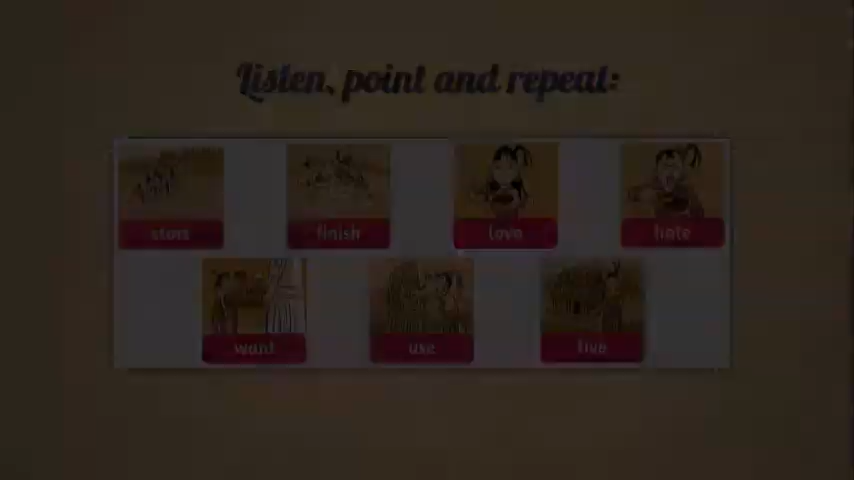 Listen, point and repeat:
start finish love hate
want use live